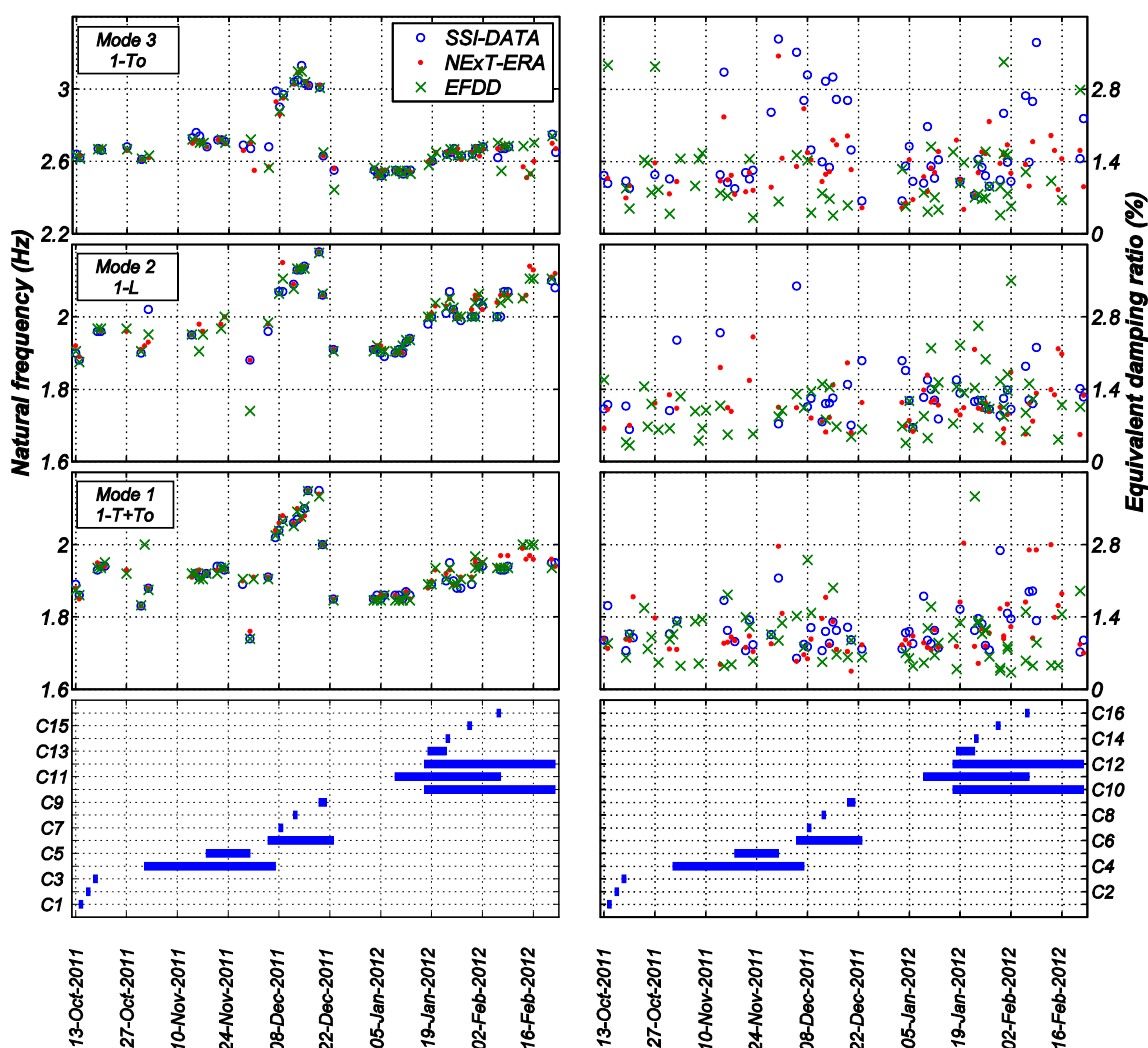 Mode 3
1-To
SSI-DATA
NExT-ERA
EFDD
3
2.6
2.2
2.8
1.4
0
Mode 2
1-L
2
1.8
1.6
2.8
1.4
0
Mode 1
1-T+To
2
1.8
1.6
2.8
1.4
0
Natural frequency (Hz)
Equivalent damping ratio (%)
C15
C13
C11
C9
C7
C5
C3
C1
C16
C14
C12
C10
C8
C6
C4
C2
13-Oct-2011
27-Oct-2011
10-Nov-2011
24-Nov-2011
08-Dec-2011
22-Dec-2011
05-Jan-2012
19-Jan-2012
02-Feb-2012
16-Feb-2012
13-Oct-2011
27-Oct-2011
10-Nov-2011
24-Nov-2011
08-Dec-2011
22-Dec-2011
05-Jan-2012
19-Jan-2012
02-Feb-2012
16-Feb-2012